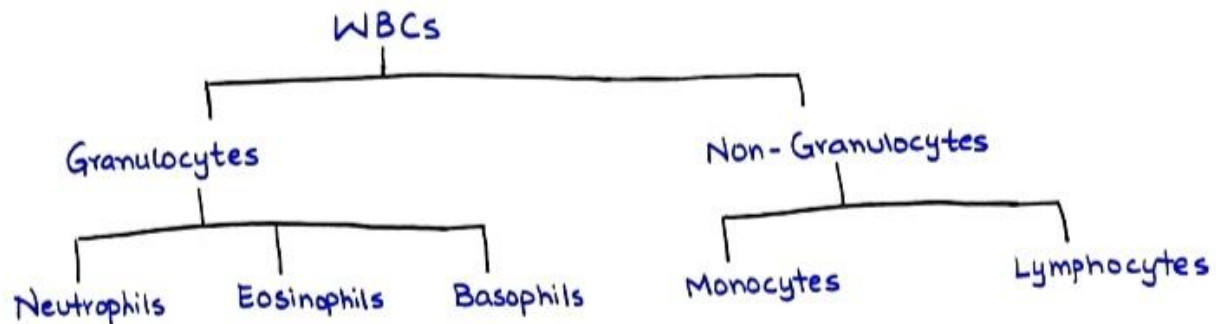 WBCs
Granulocytes Non-Granulocytes
Neutrophils Eosinophils Basophils Monocytes Lymphocytes